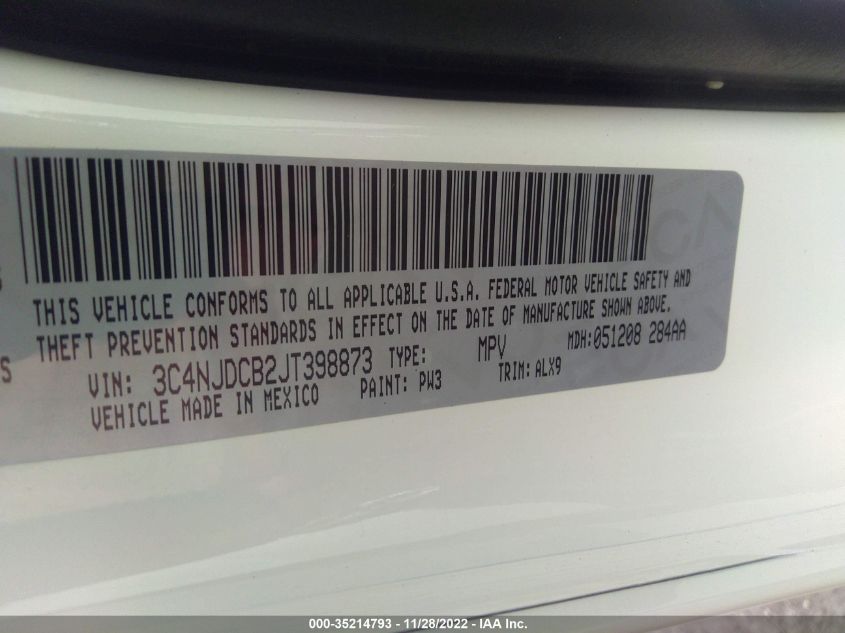 THIS VEHICLE CONFORMS TO ALL APPLICABLE U.S.A. FEDERAL MOTOR VEHICLE SAFETY AND
THEFT PREVENTION STANDARDS IN EFFECT ON THE DATE OF MANUFACTURE SHOWN ABOVE.
S
VIN: 3C4NJDCB2JT398873 TYPE: MPV MDH:051208 284AA
VEHICLE MADE IN MEXICO PAINT: PW3 TRIM:ALX9
000-35214793 - 11/28/2022 - IAA Inc.